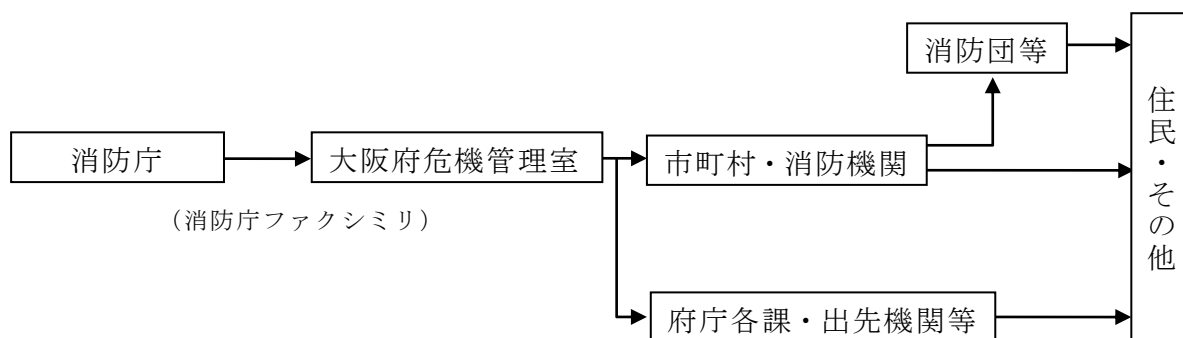 消防団等
消防庁
大阪府危機管理室
市町村・消防機関
(消防庁ファクシミリ)
府庁各課・出先機関等
住民・その他